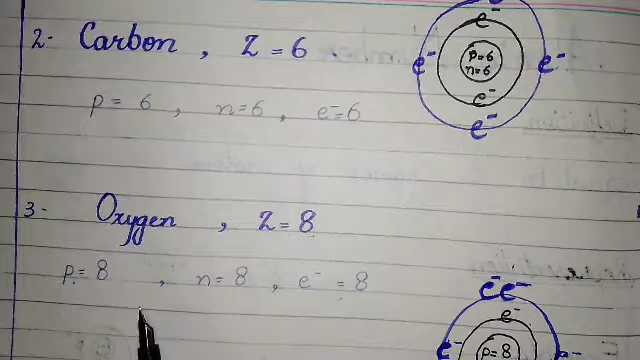 2- Carbon , Z = 6
e⁻
e⁻ p=6 e⁻
n=6
p = 6 , n=6 , e⁻=6
e⁻
e⁻
3- Oxygen , Z = 8
p = 8 , n = 8 , e⁻ = 8
e⁻e⁻
e⁻
e⁻ p=8 e⁻